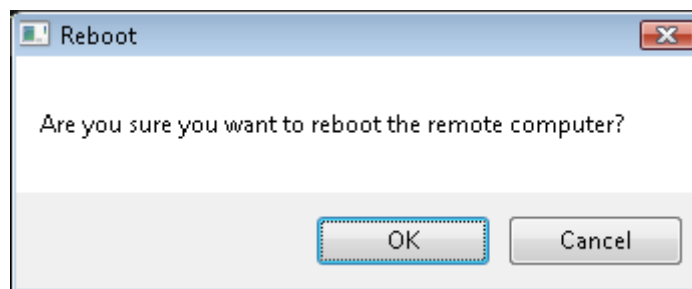 Reboot
Are you sure you want to reboot the remote computer?
OK
Cancel